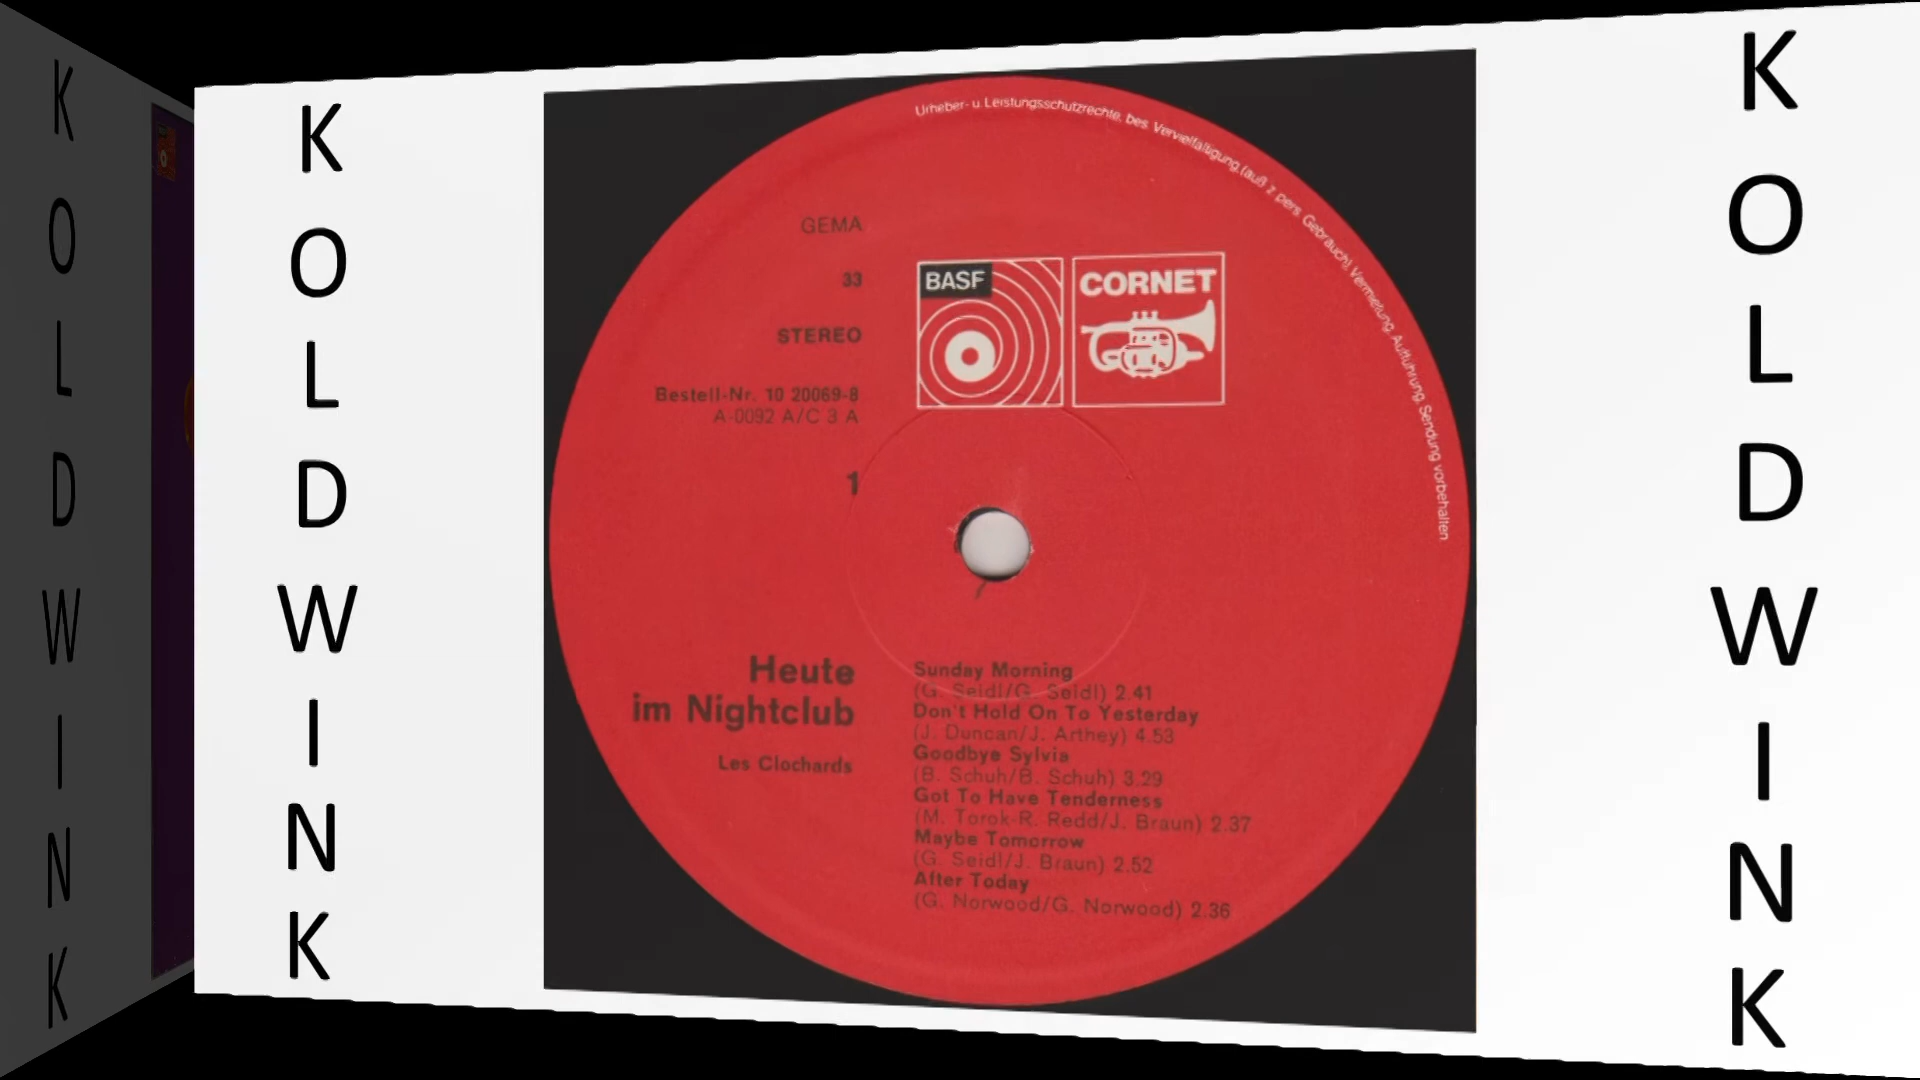 K
O
L
D
W
I
N
K
K
O
L
D
W
I
N
K
Urheber- u. Leistungsschutzrechte, bes. Vervielfältigung (auß z. pers. Gebrauch), Vermietung, Aufführung, Sendung vorbehalten
GEMA
33
STEREO
Bestell-Nr. 10 20069-8
A-0092 A/C 3 A
1
BASF
CORNET
Heute
im Nightclub
Les Clochards
Sunday Morning
(G. Seidl/G. Seidl) 2.41
Don't Hold On To Yesterday
(J. Duncan/J. Arthey) 4.53
Goodbye Sylvia
(B. Schuh/B. Schuh) 3.29
Got To Have Tenderness
(M. Torok-R. Redd/J. Braun) 2.37
Maybe Tomorrow
(G. Seidl/J. Braun) 2.52
After Today
(G. Norwood/G. Norwood) 2.36
K
O
L
D
W
I
N
K